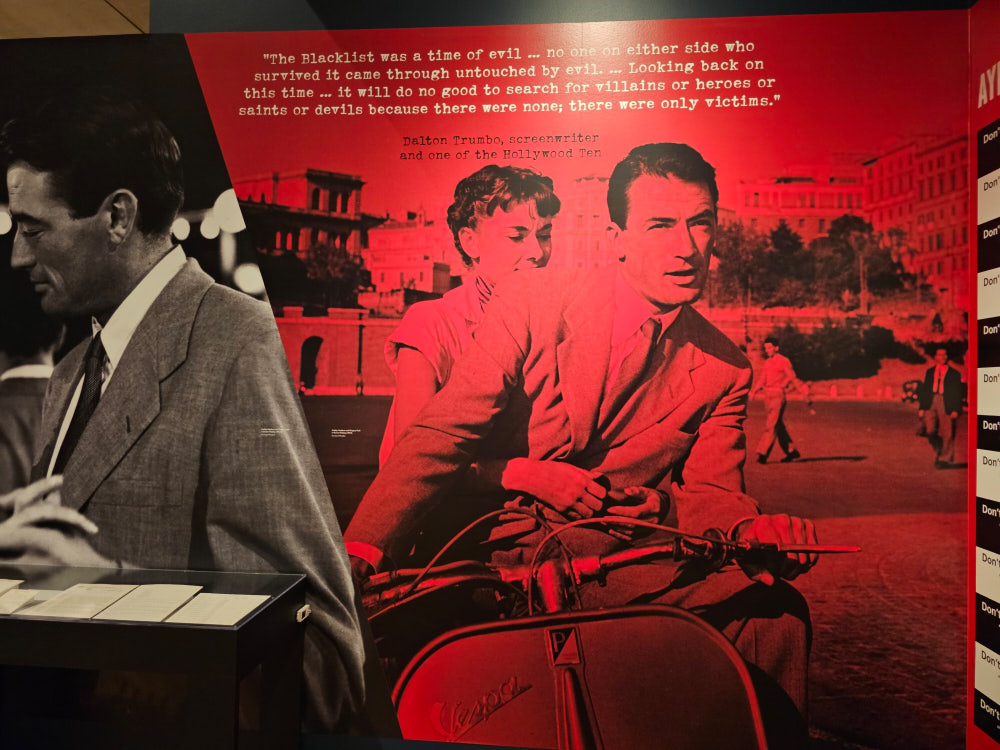 "The Blacklist was a time of evil … no one on either side who
survived it came through untouched by evil. … Looking back on
this time … it will do no good to search for villains or heroes or
saints or devils because there were none; there were only victims."
Dalton Trumbo, screenwriter
and one of the Hollywood Ten
P
Vespa
AY
Don'
Don'
Don'
Don'
Don'
Don'
Don'
Don'
Don't
Don't
Don't
Don't
Don't